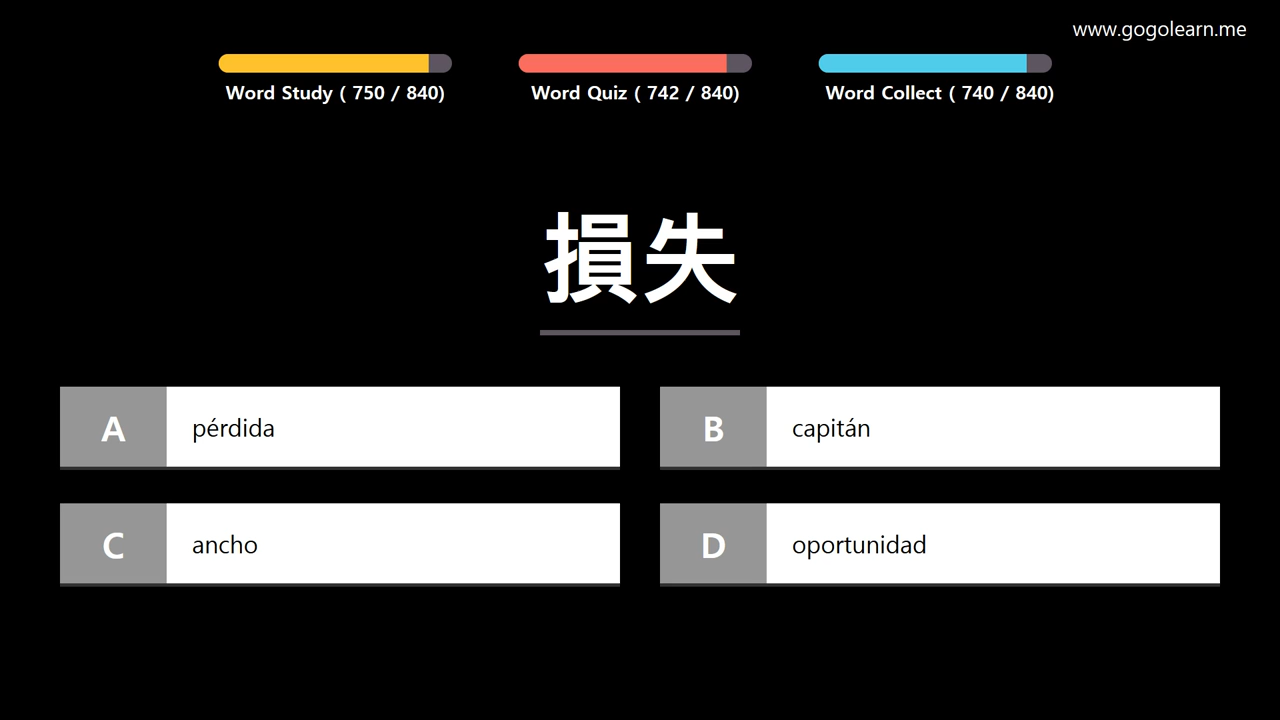 www.gogolearn.me
Word Study ( 750 / 840)
Word Quiz ( 742 / 840)
Word Collect ( 740 / 840)
損失
A pérdida
B capitán
C ancho
D oportunidad